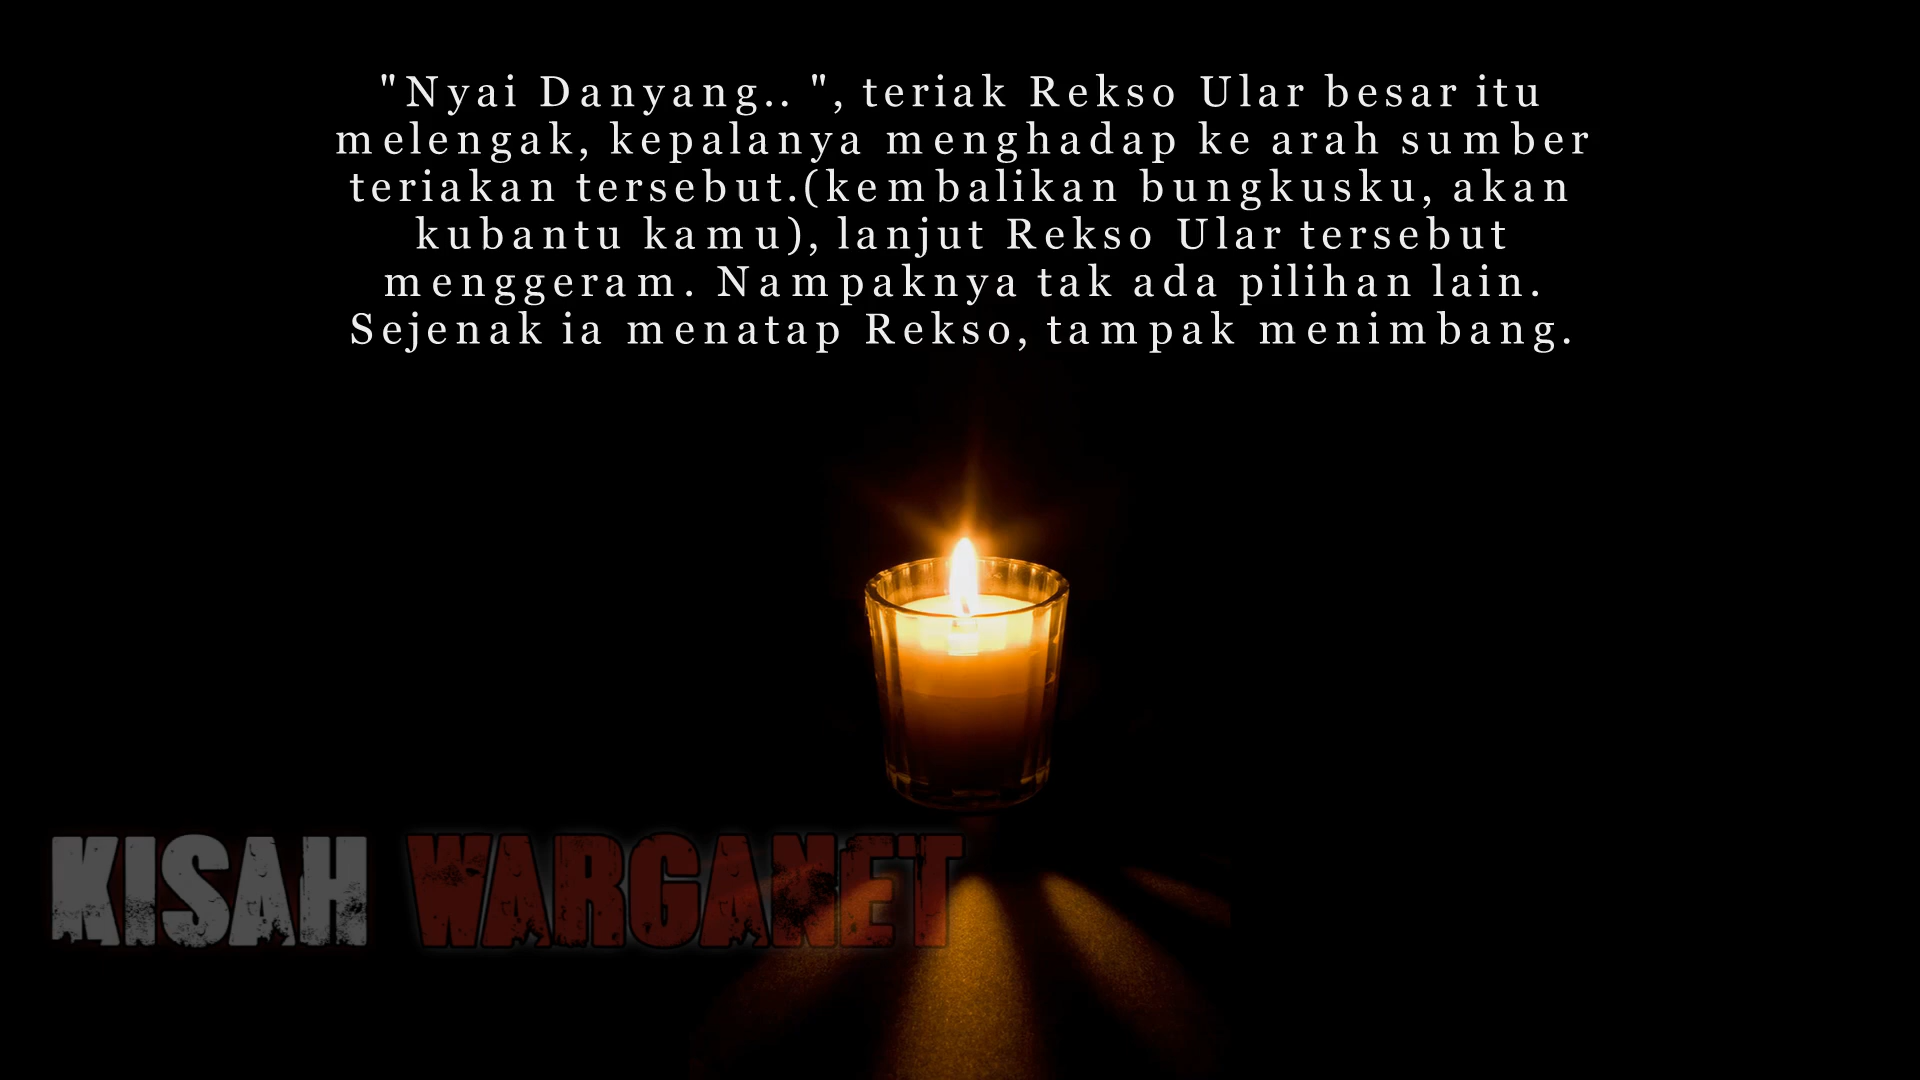 "Nyai Danyang.. ", teriak Rekso Ular besar itu
melengak, kepalanya menghadap ke arah sumber
teriakan tersebut.(kembalikan bungkusku, akan
kubantu kamu), lanjut Rekso Ular tersebut
menggeram. Nampaknya tak ada pilihan lain.
Sejenak ia menatap Rekso, tampak menimbang.
KISAH WARGANET